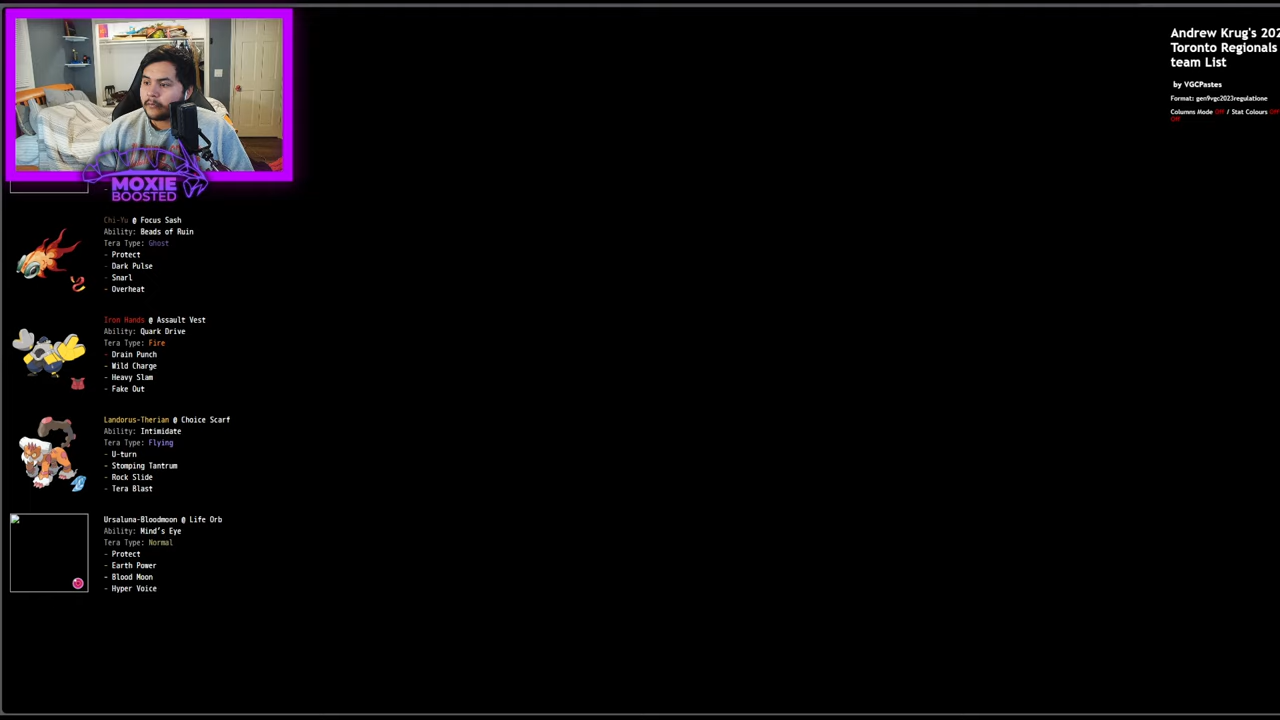 Andrew Krug's 202
Toronto Regionals
team List
by VGCPastes
Format: gen9vgc2023regulatione
Columns Mode Off / Stat Colours On
Off
MOXIE
BOOSTED
-
Chi-Yu @ Focus Sash
Ability: Beads of Ruin
Tera Type: Ghost
- Protect
- Dark Pulse
- Snarl
- Overheat
Iron Hands @ Assault Vest
Ability: Quark Drive
Tera Type: Fire
- Drain Punch
- Wild Charge
- Heavy Slam
- Fake Out
Landorus-Therian @ Choice Scarf
Ability: Intimidate
Tera Type: Flying
- U-turn
- Stomping Tantrum
- Rock Slide
- Tera Blast
Ursaluna-Bloodmoon @ Life Orb
Ability: Mind's Eye
Tera Type: Normal
- Protect
- Earth Power
- Blood Moon
- Hyper Voice